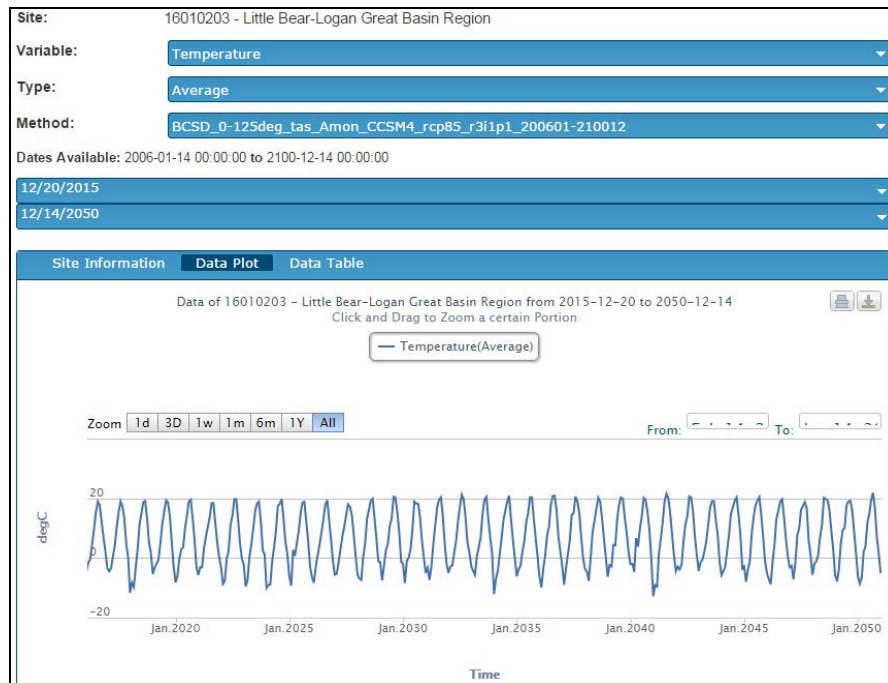 Site: 16010203 - Little Bear-Logan Great Basin Region
Variable: Temperature
Type: Average
Method: BCSD_0-125deg_tas_Amon_CCSM4_rcp85_r3i1p1_200601-210012
Dates Available: 2006-01-14 00:00:00 to 2100-12-14 00:00:00
12/20/2015
12/14/2050
Site Information Data Plot Data Table
Data of 16010203 - Little Bear-Logan Great Basin Region from 2015-12-20 to 2050-12-14
Click and Drag to Zoom a certain Portion
Temperature(Average)
Zoom 1d 3D 1w 1m 6m 1Y All From: To:
20
degC
0
-20
Jan.2020 Jan.2025 Jan.2030 Jan.2035 Jan.2040 Jan.2045 Jan.2050
Time